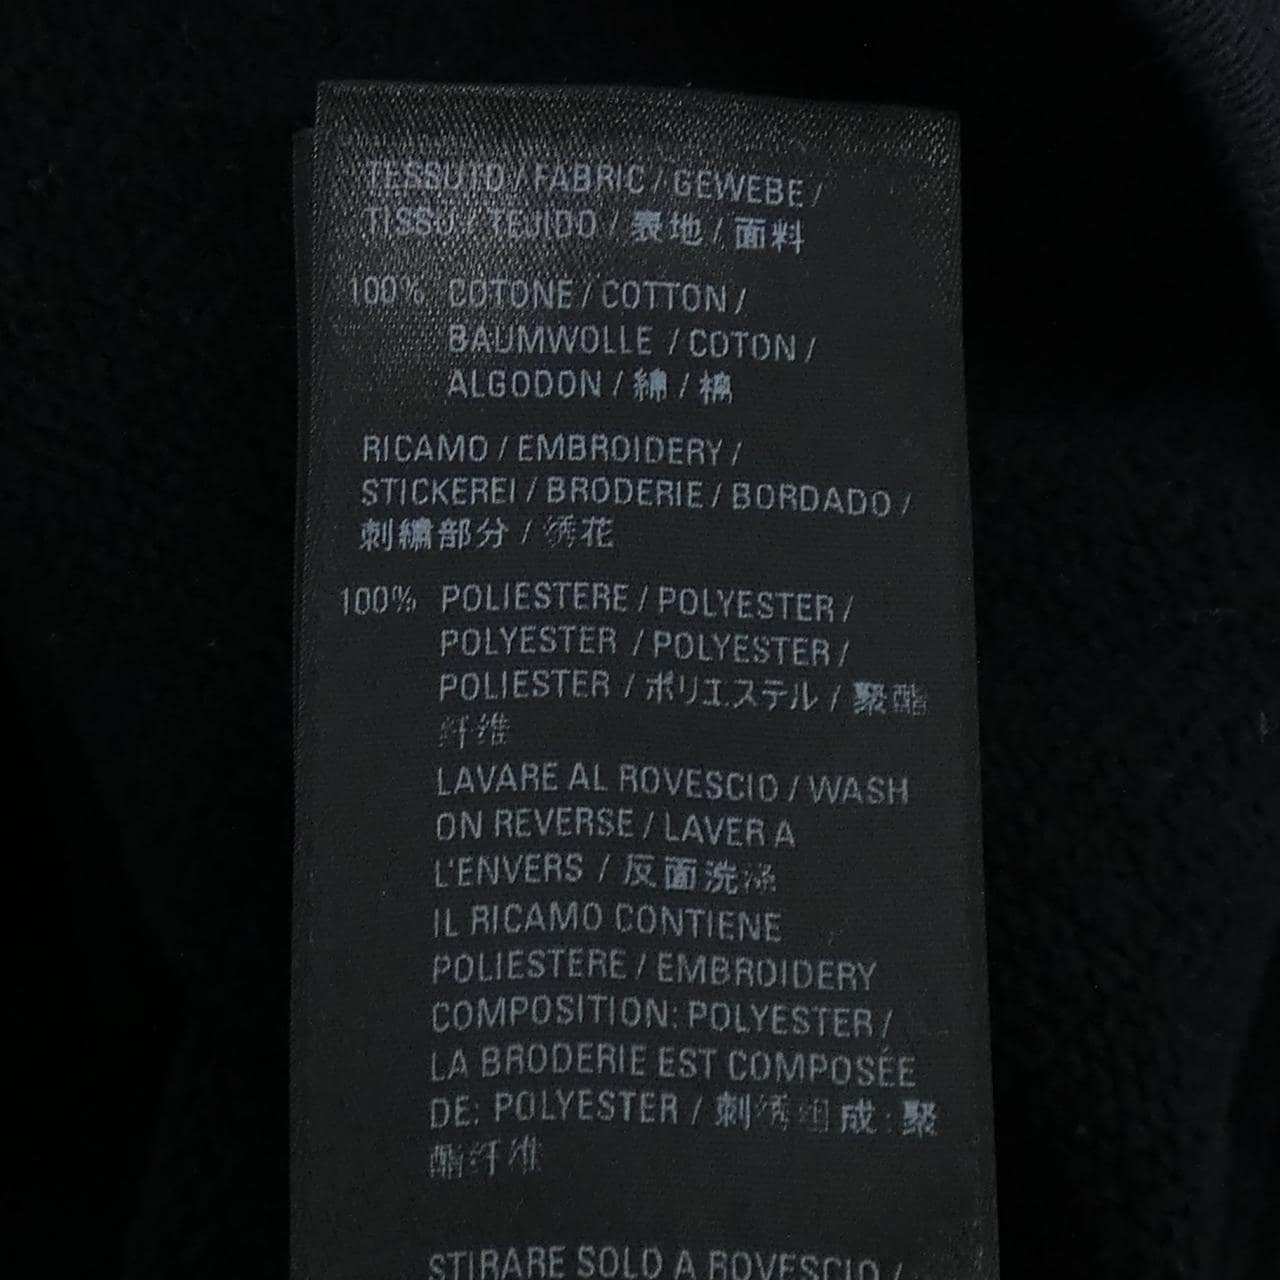 TESSUTO / FABRIC / GEWEBE /
TISSU / TEJIDO / 表地 / 面料
100% COTONE / COTTON /
BAUMWOLLE / COTON /
ALGODON / 綿 / 棉
RICAMO / EMBROIDERY /
STICKEREI / BRODERIE / BORDADO /
刺繍部分 / 绣花
100% POLIESTERE / POLYESTER /
POLYESTER / POLYESTER /
POLIESTER / ポリエステル / 聚酯
纤维
LAVARE AL ROVESCIO / WASH
ON REVERSE / LAVER A
L'ENVERS / 反面洗涤
IL RICAMO CONTIENE
POLIESTERE / EMBROIDERY
COMPOSITION: POLYESTER /
LA BRODERIE EST COMPOSÉE
DE: POLYESTER / 刺绣组成:聚
酯纤维
STIRARE SOLO A ROVESCIO /